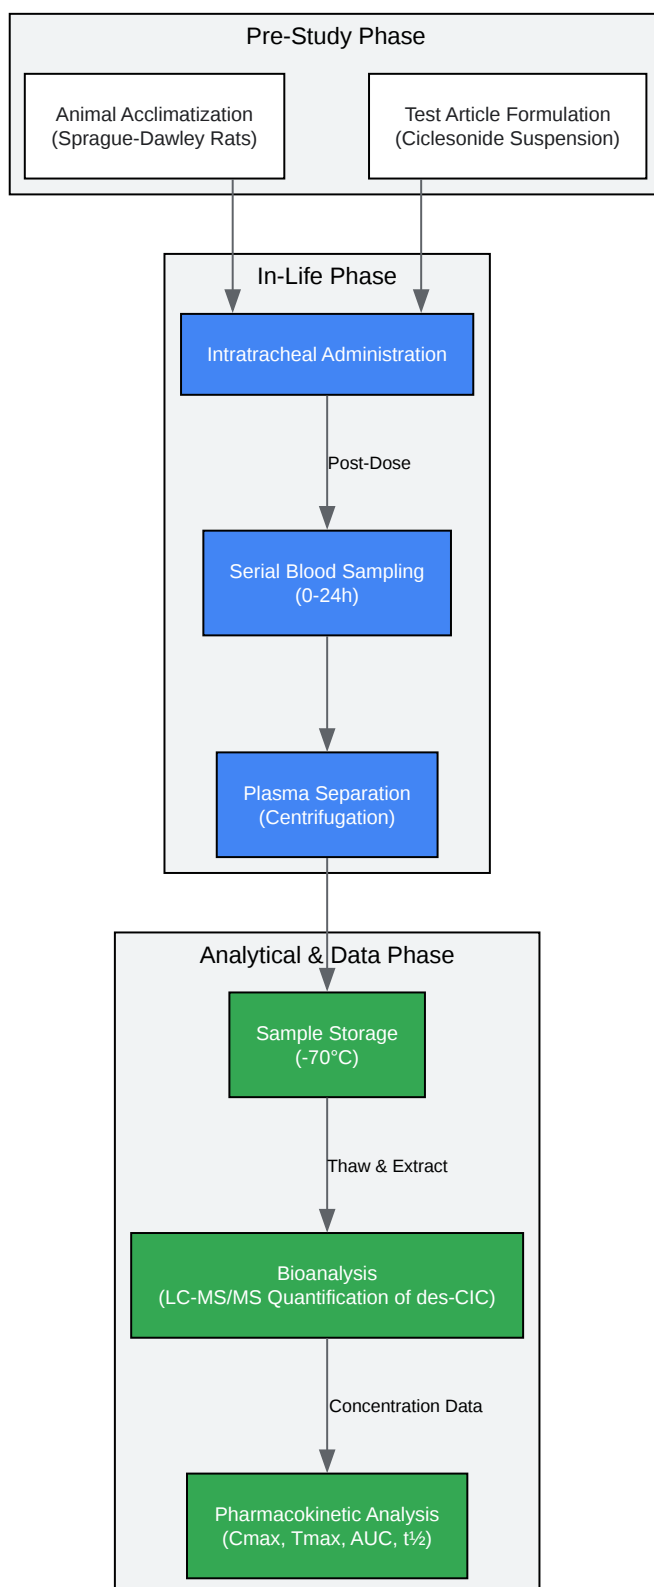 Pre-Study Phase
Animal Acclimatization
(Sprague-Dawley Rats)
Test Article Formulation
(Ciclesonide Suspension)
In-Life Phase
Intratracheal Administration
Post-Dose
Serial Blood Sampling
(0-24h)
Plasma Separation
(Centrifugation)
Analytical & Data Phase
Sample Storage
(-70°C)
Thaw & Extract
Bioanalysis
(LC-MS/MS Quantification of des-CIC)
Concentration Data
Pharmacokinetic Analysis
(Cmax, Tmax, AUC, t½)